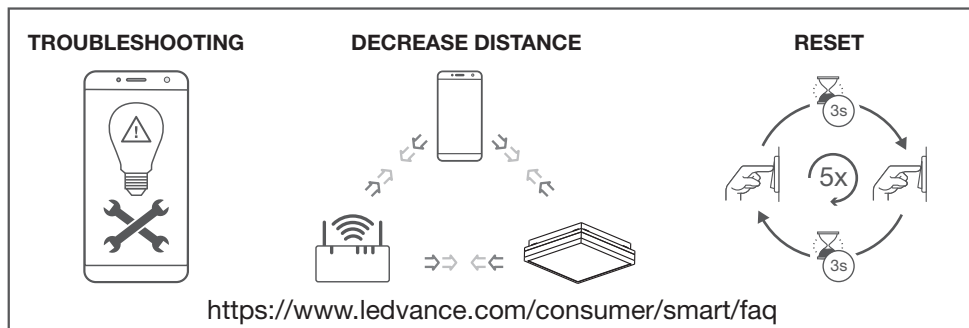 TROUBLESHOOTING
DECREASE DISTANCE
RESET
!
3s
5x
3s
https://www.ledvance.com/consumer/smart/faq